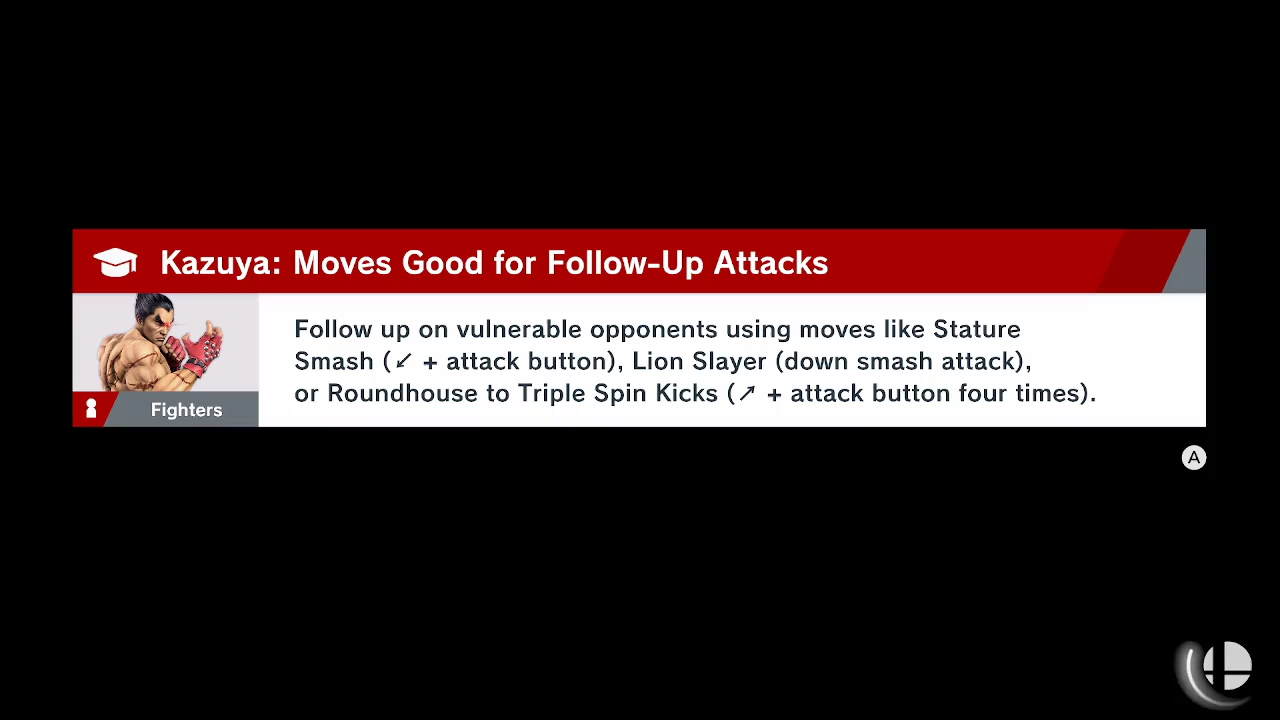 Kazuya: Moves Good for Follow-Up Attacks
Follow up on vulnerable opponents using moves like Stature
Smash (↙ + attack button), Lion Slayer (down smash attack),
or Roundhouse to Triple Spin Kicks (↗ + attack button four times).
Fighters
A